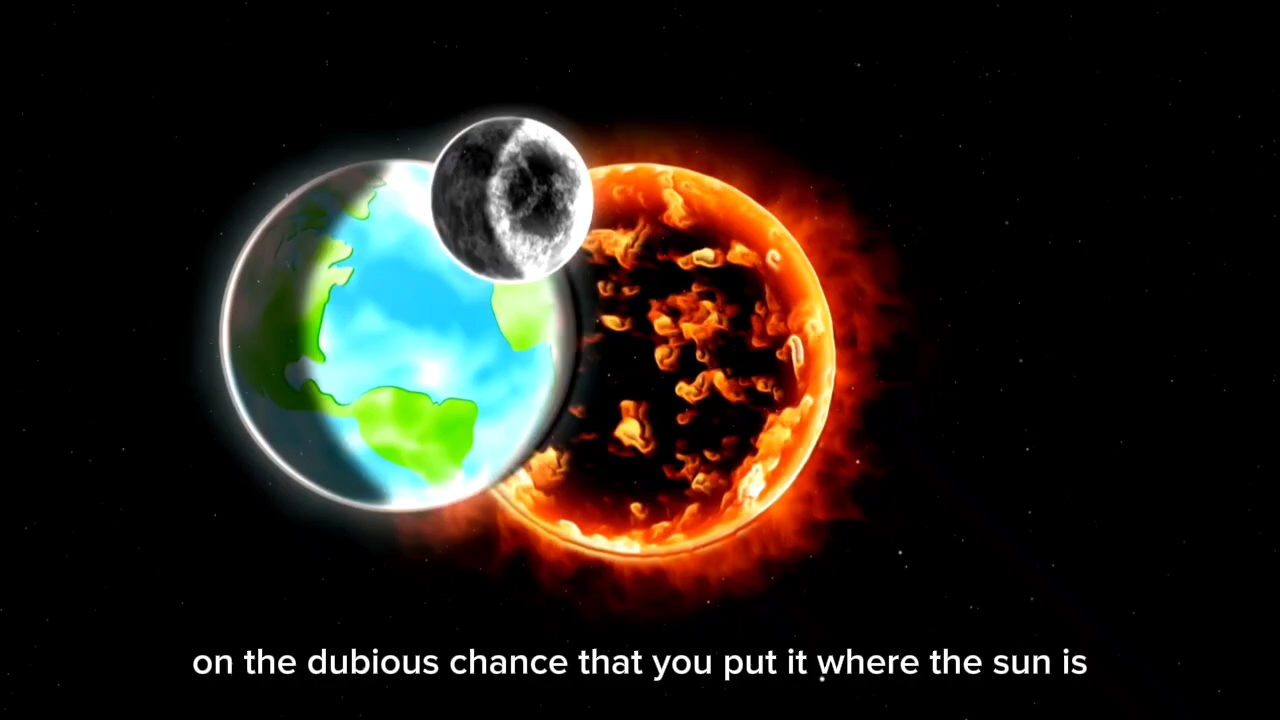 on the dubious chance that you put it where the sun is